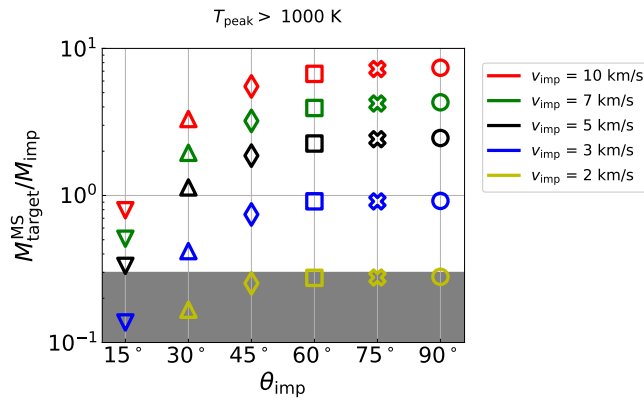 T_peak > 1000 K
10^1
10^0
10^-1
M^MS_target/M_imp
15°
30°
45°
60°
75°
90°
θ_imp
v_imp = 10 km/s
v_imp = 7 km/s
v_imp = 5 km/s
v_imp = 3 km/s
v_imp = 2 km/s